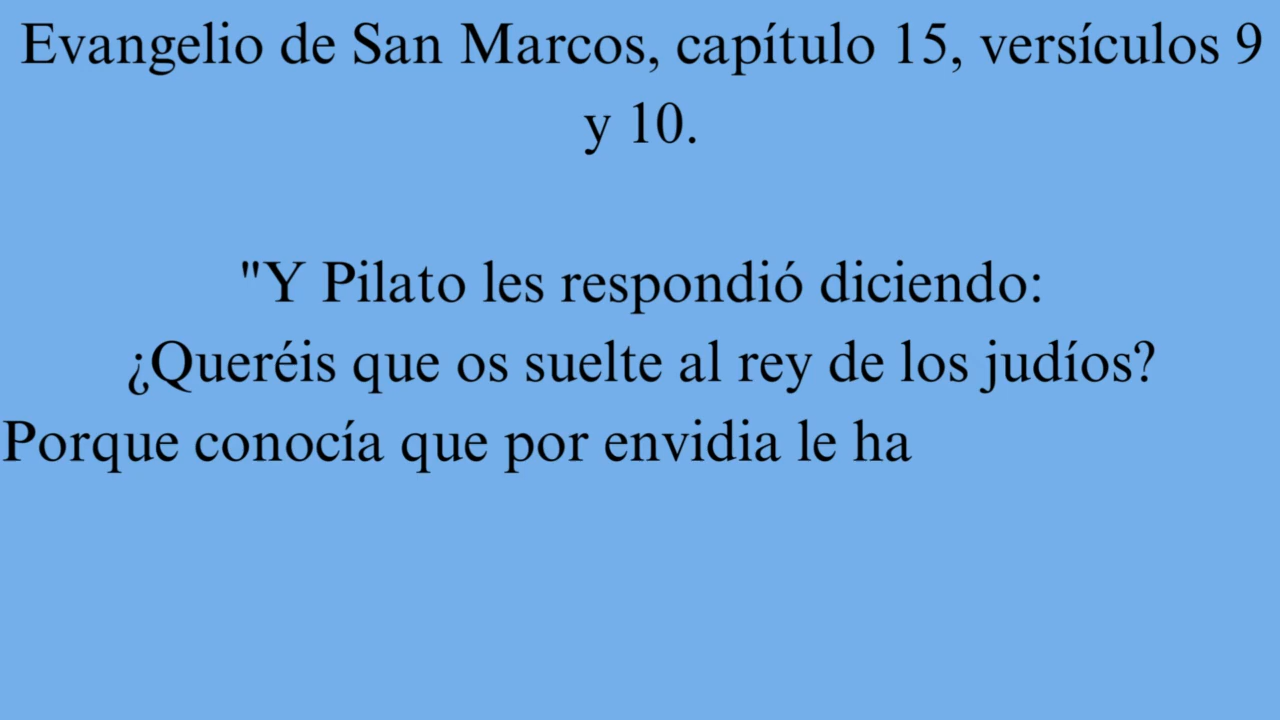 Evangelio de San Marcos, capítulo 15, versículos 9
y 10.
"Y Pilato les respondió diciendo:
¿Queréis que os suelte al rey de los judíos?
Porque conocía que por envidia le ha